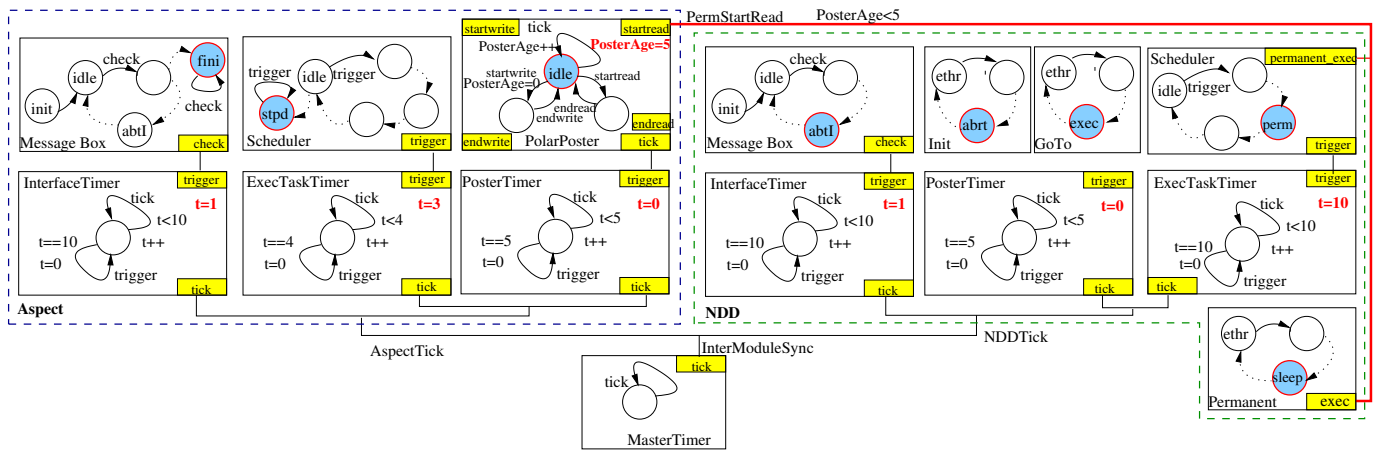 PermStartRead
PosterAge<5
startwrite
tick
startread
PosterAge++
PosterAge=5
idle
startwrite
PosterAge=0
startread
endread
endwrite
endread
endwrite
PolarPoster
tick
check
fini
idle
init
check
abtI
Message Box
check
trigger
idle
trigger
stpd
Scheduler
trigger
InterfaceTimer
trigger
t=1
tick
t<10
t==10
t++
t=0
trigger
tick
ExecTaskTimer
trigger
t=3
tick
t<4
t==4
t++
t=0
trigger
tick
PosterTimer
trigger
t=0
tick
t<5
t==5
t++
t=0
trigger
tick
Aspect
idle
check
init
abtI
Message Box
check
ethr
'
abrt
Init
ethr
'
exec
GoTo
Scheduler
permanent_exec
idle
trigger
perm
trigger
InterfaceTimer
trigger
t=1
tick
t<10
t==10
t++
t=0
trigger
tick
PosterTimer
trigger
t=0
tick
t<5
t==5
t++
t=0
trigger
tick
ExecTaskTimer
trigger
t=10
tick
t<10
t==10
t++
t=0
trigger
tick
NDD
ethr
sleep
Permanent
exec
AspectTick
InterModuleSync
NDDTick
tick
tick
MasterTimer